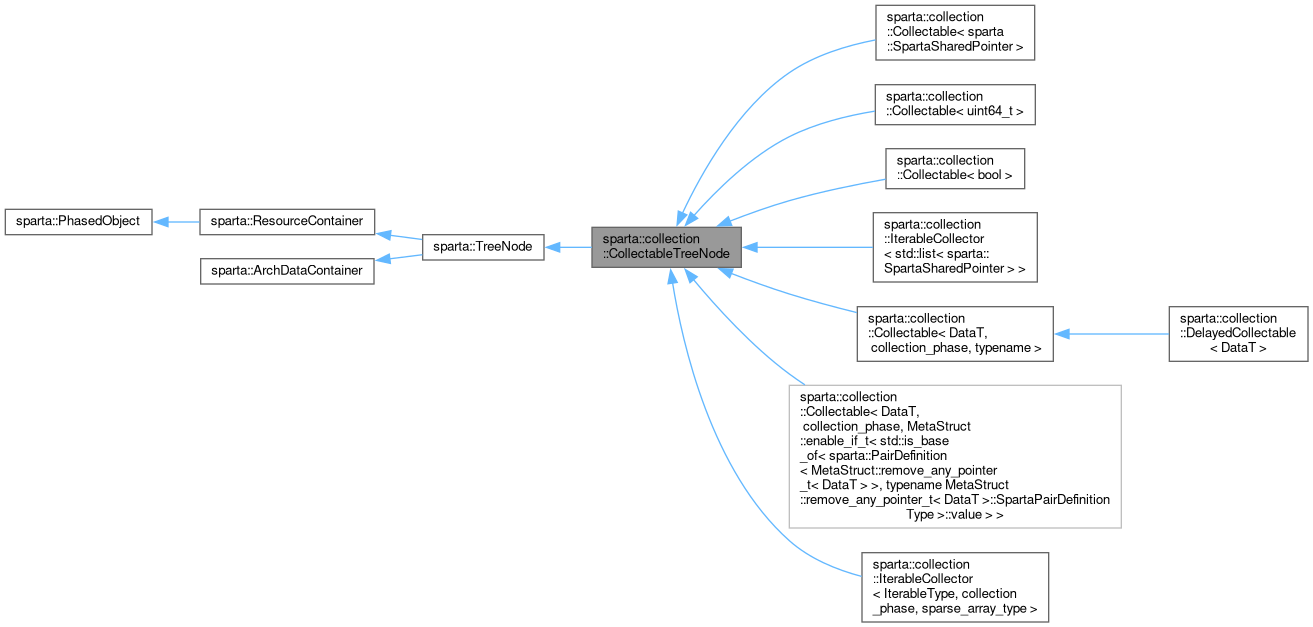 sparta::PhasedObject
sparta::ResourceContainer
sparta::ArchDataContainer
sparta::TreeNode
sparta::collection
::CollectableTreeNode
sparta::collection
::Collectable< sparta
::SpartaSharedPointer >
sparta::collection
::Collectable< uint64_t >
sparta::collection
::Collectable< bool >
sparta::collection
::IterableCollector
< std::list< sparta::
SpartaSharedPointer > >
sparta::collection
::Collectable< DataT,
collection_phase, typename >
sparta::collection
::DelayedCollectable
< DataT >
sparta::collection
::Collectable< DataT,
collection_phase, MetaStruct
::enable_if_t< std::is_base
_of< sparta::PairDefinition
< MetaStruct::remove_any_pointer
_t< DataT > >, typename MetaStruct
::remove_any_pointer_t< DataT >::SpartaPairDefinition
Type >::value > >
sparta::collection
::IterableCollector
< IterableType, collection
_phase, sparse_array_type >